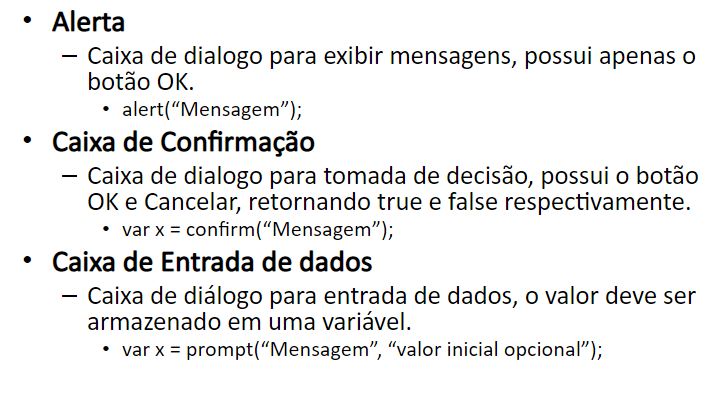 • Alerta
– Caixa de dialogo para exibir mensagens, possui apenas o
botão OK.
• alert(“Mensagem”);
• Caixa de Confirmação
– Caixa de dialogo para tomada de decisão, possui o botão
OK e Cancelar, retornando true e false respectivamente.
• var x = confirm(“Mensagem”);
• Caixa de Entrada de dados
– Caixa de diálogo para entrada de dados, o valor deve ser
armazenado em uma variável.
• var x = prompt(“Mensagem”, “valor inicial opcional”);